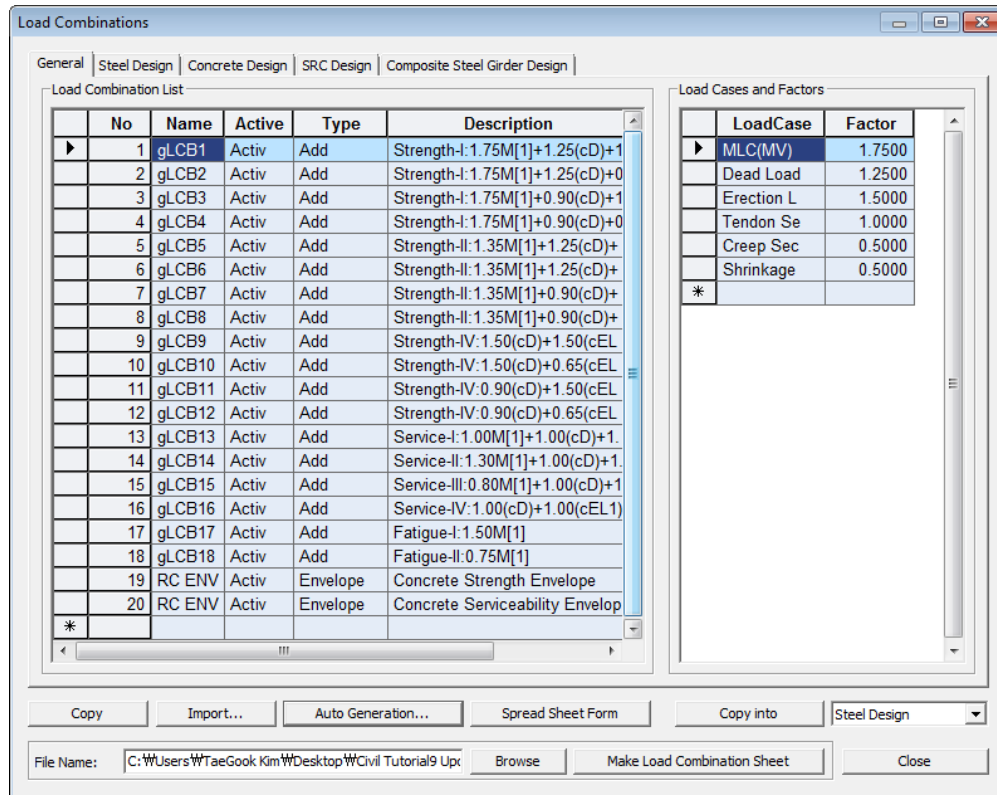 Load Combinations
General Steel Design Concrete Design SRC Design Composite Steel Girder Design
Load Combination List
No Name Active Type Description
1 gLCB1 Activ Add Strength-I:1.75M[1]+1.25(cD)+1
2 gLCB2 Activ Add Strength-I:1.75M[1]+1.25(cD)+0
3 gLCB3 Activ Add Strength-I:1.75M[1]+0.90(cD)+1
4 gLCB4 Activ Add Strength-I:1.75M[1]+0.90(cD)+0
5 gLCB5 Activ Add Strength-II:1.35M[1]+1.25(cD)+
6 gLCB6 Activ Add Strength-II:1.35M[1]+1.25(cD)+
7 gLCB7 Activ Add Strength-II:1.35M[1]+0.90(cD)+
8 gLCB8 Activ Add Strength-II:1.35M[1]+0.90(cD)+
9 gLCB9 Activ Add Strength-IV:1.50(cD)+1.50(cEL
10 gLCB10 Activ Add Strength-IV:1.50(cD)+0.65(cEL
11 gLCB11 Activ Add Strength-IV:0.90(cD)+1.50(cEL
12 gLCB12 Activ Add Strength-IV:0.90(cD)+0.65(cEL
13 gLCB13 Activ Add Service-I:1.00M[1]+1.00(cD)+1.
14 gLCB14 Activ Add Service-II:1.30M[1]+1.00(cD)+1.
15 gLCB15 Activ Add Service-III:0.80M[1]+1.00(cD)+1
16 gLCB16 Activ Add Service-IV:1.00(cD)+1.00(cEL1)
17 gLCB17 Activ Add Fatigue-I:1.50M[1]
18 gLCB18 Activ Add Fatigue-II:0.75M[1]
19 RC ENV Activ Envelope Concrete Strength Envelope
20 RC ENV Activ Envelope Concrete Serviceability Envelop
Load Cases and Factors
LoadCase Factor
MLC(MV) 1.7500
Dead Load 1.2500
Erection L 1.5000
Tendon Se 1.0000
Creep Sec 0.5000
Shrinkage 0.5000
Copy Import... Auto Generation... Spread Sheet Form Copy into Steel Design
File Name: C:₩Users₩TaeGook Kim₩Desktop₩Civil Tutorial9 Upd Browse Make Load Combination Sheet Close